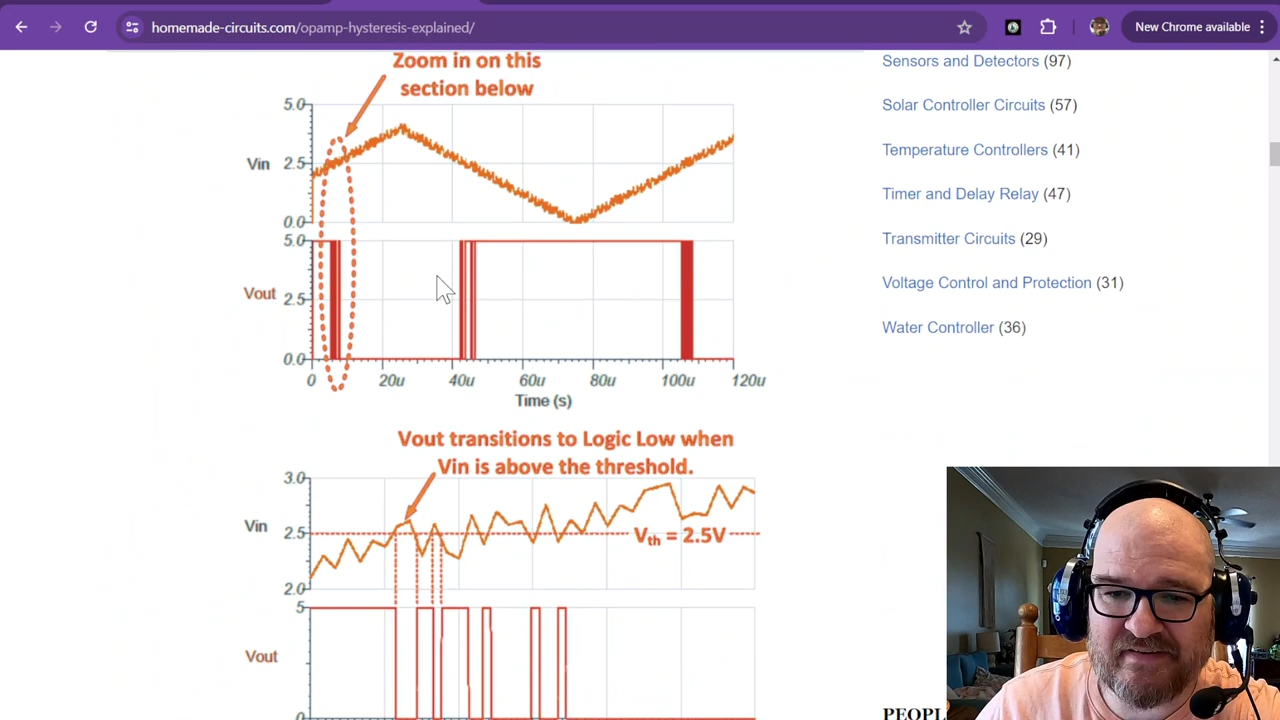 homemade-circuits.com/opamp-hysteresis-explained/
New Chrome available
Zoom in on this
section below
5.0
Vin
2.5
0.0
5.0
Vout
2.5
0.0
0 20u 40u 60u 80u 100u 120u
Time (s)
Vout transitions to Logic Low when
Vin is above the threshold.
3.0
Vin
2.5
Vth = 2.5V
2.0
5
Vout
0
Sensors and Detectors (97)
Solar Controller Circuits (57)
Temperature Controllers (41)
Timer and Delay Relay (47)
Transmitter Circuits (29)
Voltage Control and Protection (31)
Water Controller (36)
PEOPL